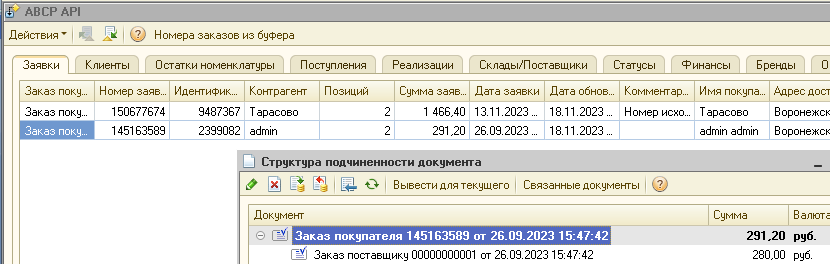 ABCP API
Действия Номера заказов из буфера
Заявки Клиенты Остатки номенклатуры Поступления Реализации Склады/Поставщики Статусы Финансы Бренды О
Заказ поку... Номер заяв... Идентифик... Контрагент Позиций Сумма заяв... Дата заявки Дата обнов... Комментар... Имя покупа... Адрес дост
Заказ поку... 150677674 9487367 Тарасово 2 1 466,40 13.11.2023 ... 18.11.2023 ... Номер исхо... Тарасово Воронежск
Заказ поку... 145163589 2399082 admin 2 291,20 26.09.2023 ... 18.11.2023 ... admin admin Воронежск
Структура подчиненности документа
Вывести для текущего Связанные документы
Документ Сумма Валюта
Заказ покупателя 145163589 от 26.09.2023 15:47:42 291,20 руб.
Заказ поставщику 00000000001 от 26.09.2023 15:47:42 280,00 руб.